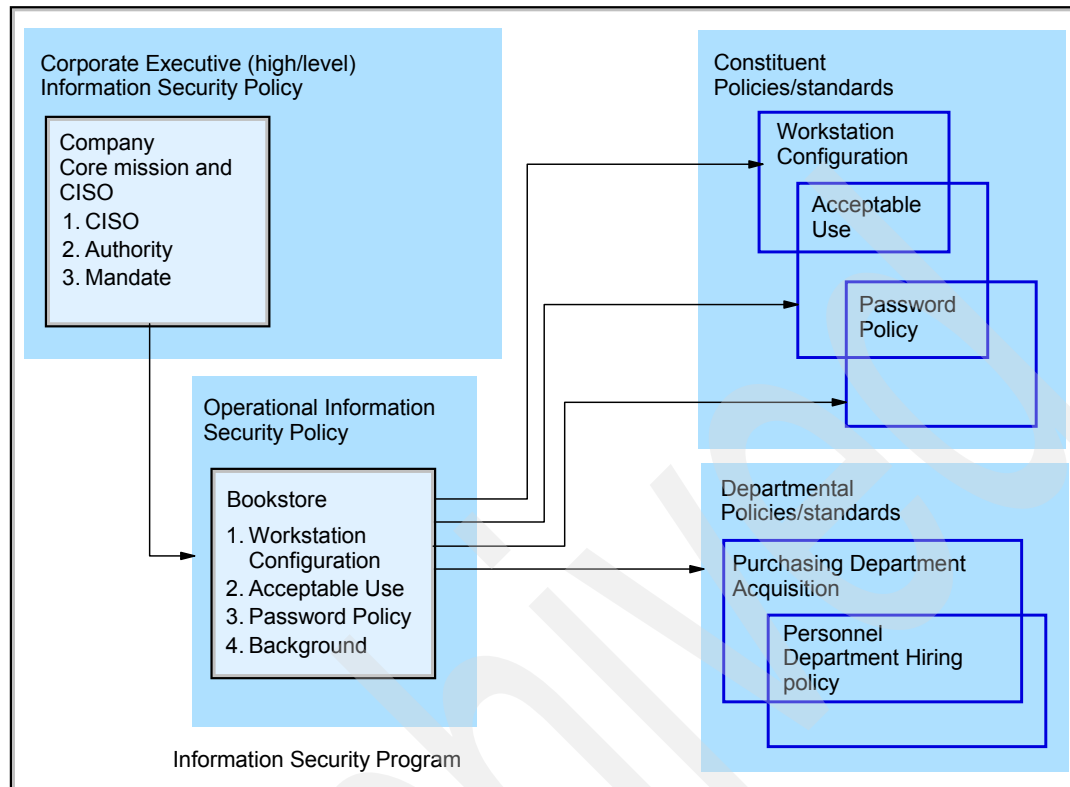 Corporate Executive (high/level)
Information Security Policy
Company
Core mission and
CISO
1. CISO
2. Authority
3. Mandate
Operational Information
Security Policy
Bookstore
1. Workstation
Configuration
2. Acceptable Use
3. Password Policy
4. Background
Information Security Program
Constituent
Policies/standards
Workstation
Configuration
Acceptable
Use
Password
Policy
Departmental
Policies/standards
Purchasing Department
Acquisition
Personnel
Department Hiring
policy